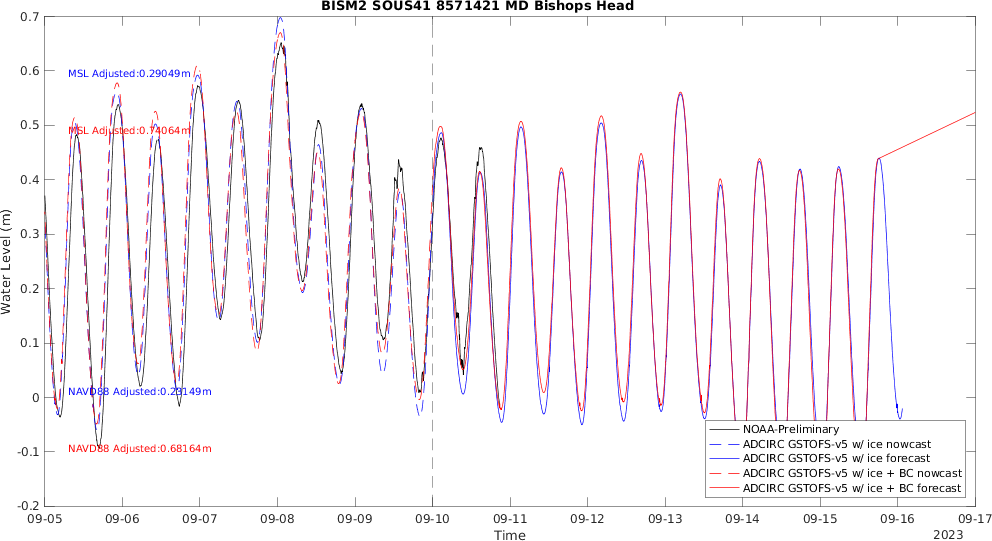 BISM2 SOUS41 8571421 MD Bishops Head
0.7
0.6
0.5
0.4
0.3
0.2
0.1
0
-0.1
-0.2
Water Level (m)
MSL Adjusted:0.29049m
MSL Adjusted:0.74064m
NAVD88 Adjusted:0.23149m
NAVD88 Adjusted:0.68164m
NOAA-Preliminary
ADCIRC GSTOFS-v5 w/ ice nowcast
ADCIRC GSTOFS-v5 w/ ice forecast
ADCIRC GSTOFS-v5 w/ ice + BC nowcast
ADCIRC GSTOFS-v5 w/ ice + BC forecast
09-05 09-06 09-07 09-08 09-09 09-10 09-11 09-12 09-13 09-14 09-15 09-16 09-17
Time
2023